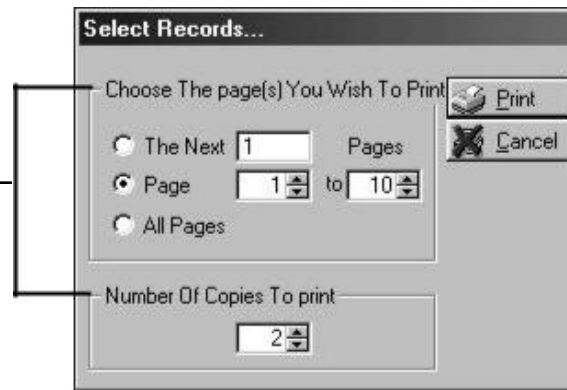 Select Records...
Choose The page(s) You Wish To Print
The Next 1 Pages
Page 1 to 10
All Pages
Number Of Copies To print
2
Print
Cancel